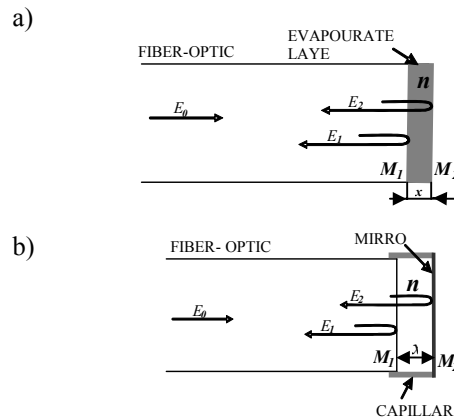 a)
EVAPOURATE
LAYE
FIBER-OPTIC
n
E₂
E₀
E₁
M₁ M
x
b)
MIRRO
FIBER- OPTIC
n
E₂
E₀
E₁
M₁ λ M
CAPILLAR